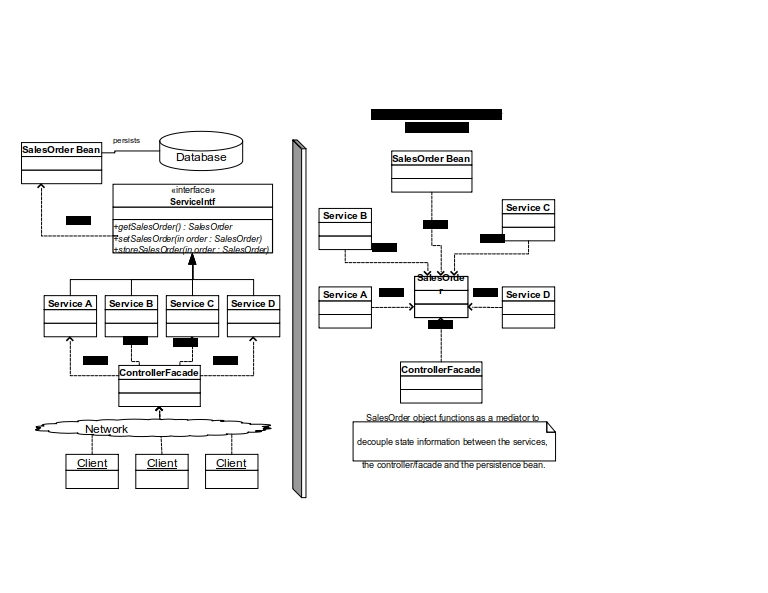 persists
SalesOrder Bean
Database
«interface»
ServiceIntf
+getSalesOrder() : SalesOrder
+setSalesOrder(in order : SalesOrder)
+storeSalesOrder(in order : SalesOrder)
Service A
Service B
Service C
Service D
ControllerFacade
Network
Client
Client
Client
SalesOrder Bean
Service B
Service C
SalesOrde
r
Service A
Service D
ControllerFacade
SalesOrder object functions as a mediator to
decouple state information between the services,
the controller/facade and the persistence bean.